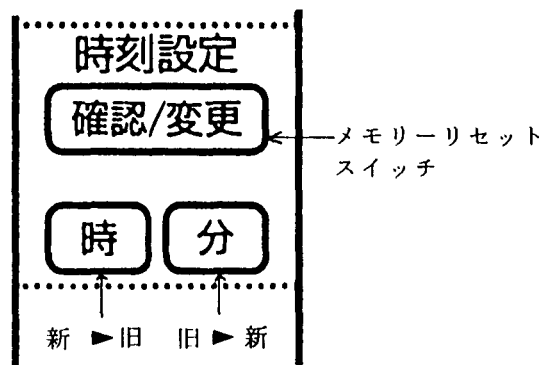 時刻設定
確認/変更
メモリーリセット
スイッチ
時 分
新 ▶旧 旧 ▶ 新